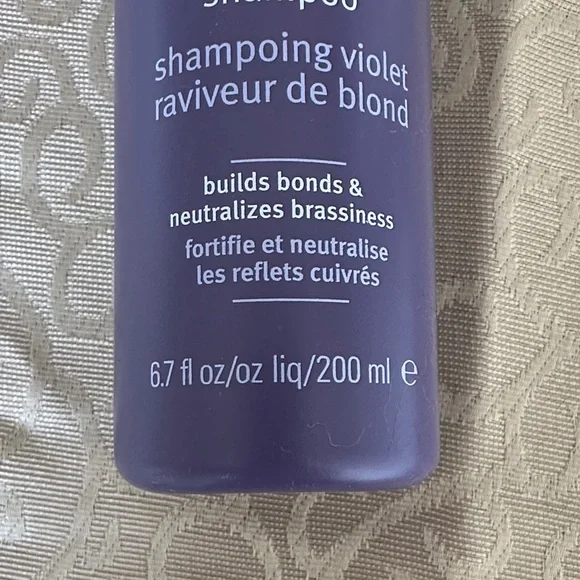 shampoo
shampoing violet
raviveur de blond
builds bonds &
neutralizes brassiness
fortifie et neutralise
les reflets cuivrés
6.7 fl oz/oz liq/200 ml ℮